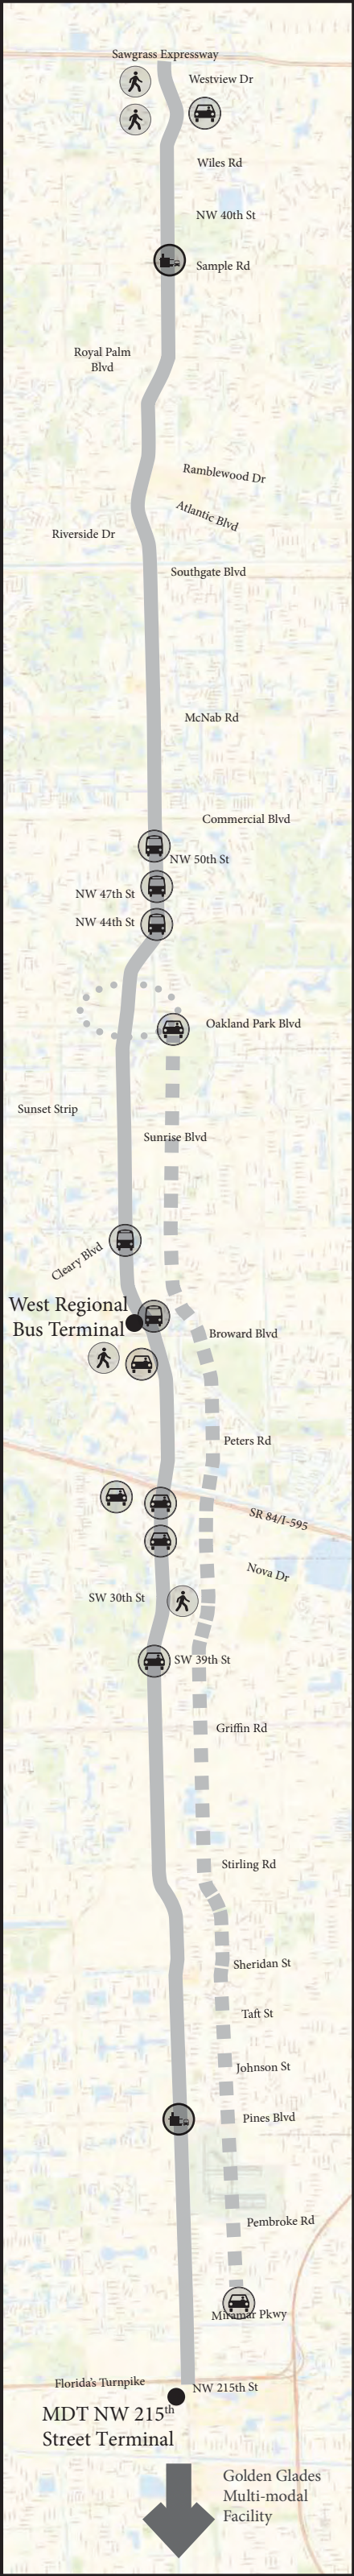 Sawgrass Expressway
Westview Dr
Wiles Rd
NW 40th St
Sample Rd
Royal Palm
Blvd
Ramblewood Dr
Atlantic Blvd
Riverside Dr
Southgate Blvd
McNab Rd
Commercial Blvd
NW 50th St
NW 47th St
NW 44th St
Oakland Park Blvd
Sunset Strip
Sunrise Blvd
Cleary Blvd
West Regional
Bus Terminal
Broward Blvd
Peters Rd
SR 84/I-595
Nova Dr
SW 30th St
SW 39th St
Griffin Rd
Stirling Rd
Sheridan St
Taft St
Johnson St
Pines Blvd
Pembroke Rd
Miramar Pkwy
Florida's Turnpike
NW 215th St
MDT NW 215th
Street Terminal
Golden Glades
Multi-modal
Facility